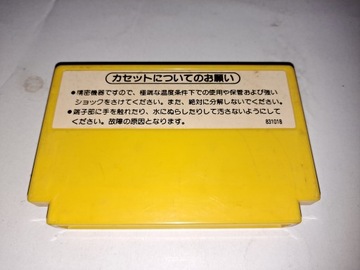 カセットについてのお願い
●精密機器ですので、極端な温度条件下での使用や保管および強い
ショックをさけてください。また、絶対に分解しないでください。
●端子部に手を触れたり、水にぬらしたりして汚さないようにして
ください。故障の原因となります。
831018